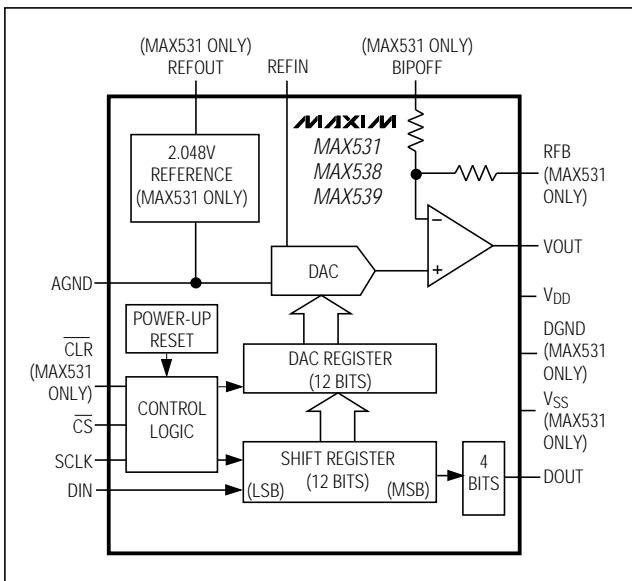 (MAX531 ONLY)
REFOUT
REFIN
(MAX531 ONLY)
BIPOFF
MAXIM
MAX531
MAX538
MAX539
2.048V
REFERENCE
(MAX531 ONLY)
RFB
(MAX531
ONLY)
−
+
VOUT
DAC
AGND
VDD
POWER-UP
RESET
DGND
(MAX531
ONLY)
CLR
(MAX531
ONLY)
DAC REGISTER
(12 BITS)
CONTROL
LOGIC
VSS
(MAX531
ONLY)
CS
SCLK
SHIFT REGISTER
(12 BITS)
(LSB)
(MSB)
4
BITS
DOUT
DIN